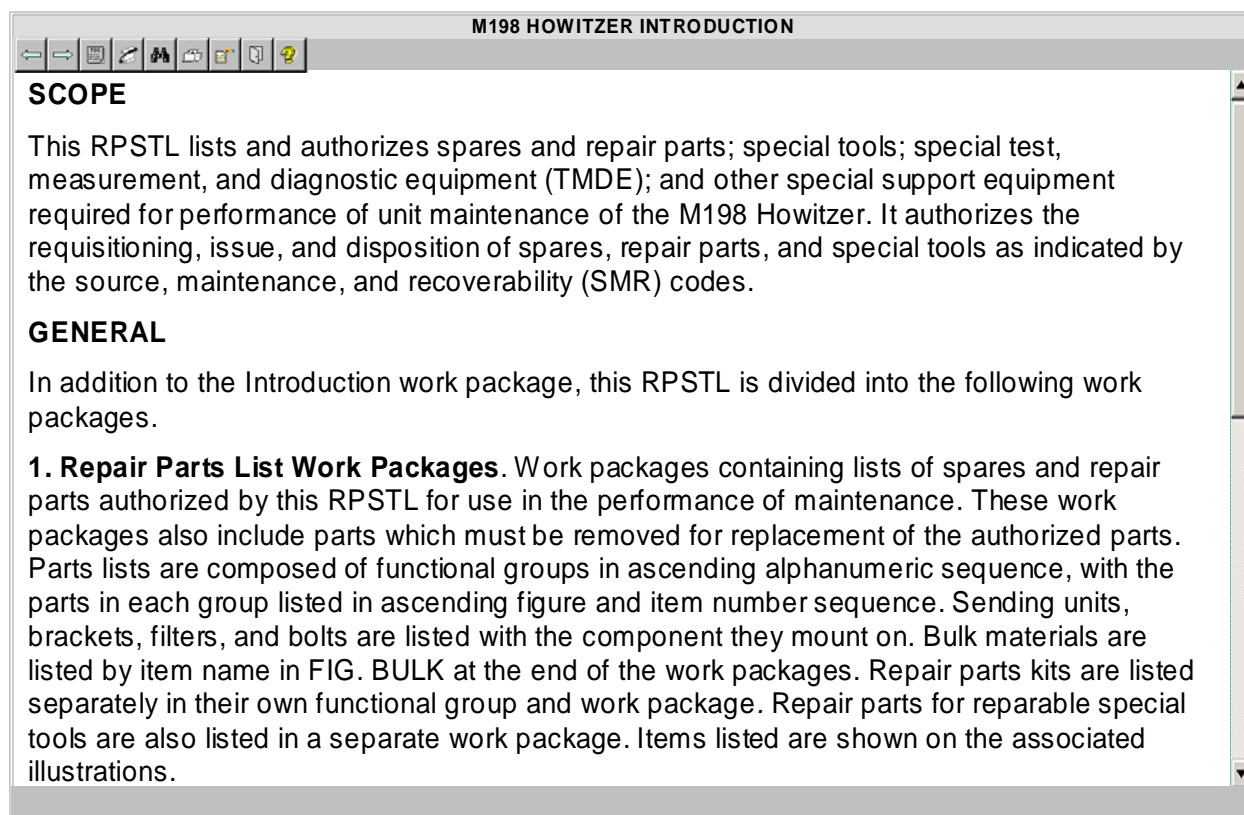 M198 HOWITZER INTRODUCTION
SCOPE
This RPSTL lists and authorizes spares and repair parts; special tools; special test,
measurement, and diagnostic equipment (TMDE); and other special support equipment
required for performance of unit maintenance of the M198 Howitzer. It authorizes the
requisitioning, issue, and disposition of spares, repair parts, and special tools as indicated by
the source, maintenance, and recoverability (SMR) codes.
GENERAL
In addition to the Introduction work package, this RPSTL is divided into the following work
packages.
1. Repair Parts List Work Packages. Work packages containing lists of spares and repair
parts authorized by this RPSTL for use in the performance of maintenance. These work
packages also include parts which must be removed for replacement of the authorized parts.
Parts lists are composed of functional groups in ascending alphanumeric sequence, with the
parts in each group listed in ascending figure and item number sequence. Sending units,
brackets, filters, and bolts are listed with the component they mount on. Bulk materials are
listed by item name in FIG. BULK at the end of the work packages. Repair parts kits are listed
separately in their own functional group and work package. Repair parts for reparable special
tools are also listed in a separate work package. Items listed are shown on the associated
illustrations.